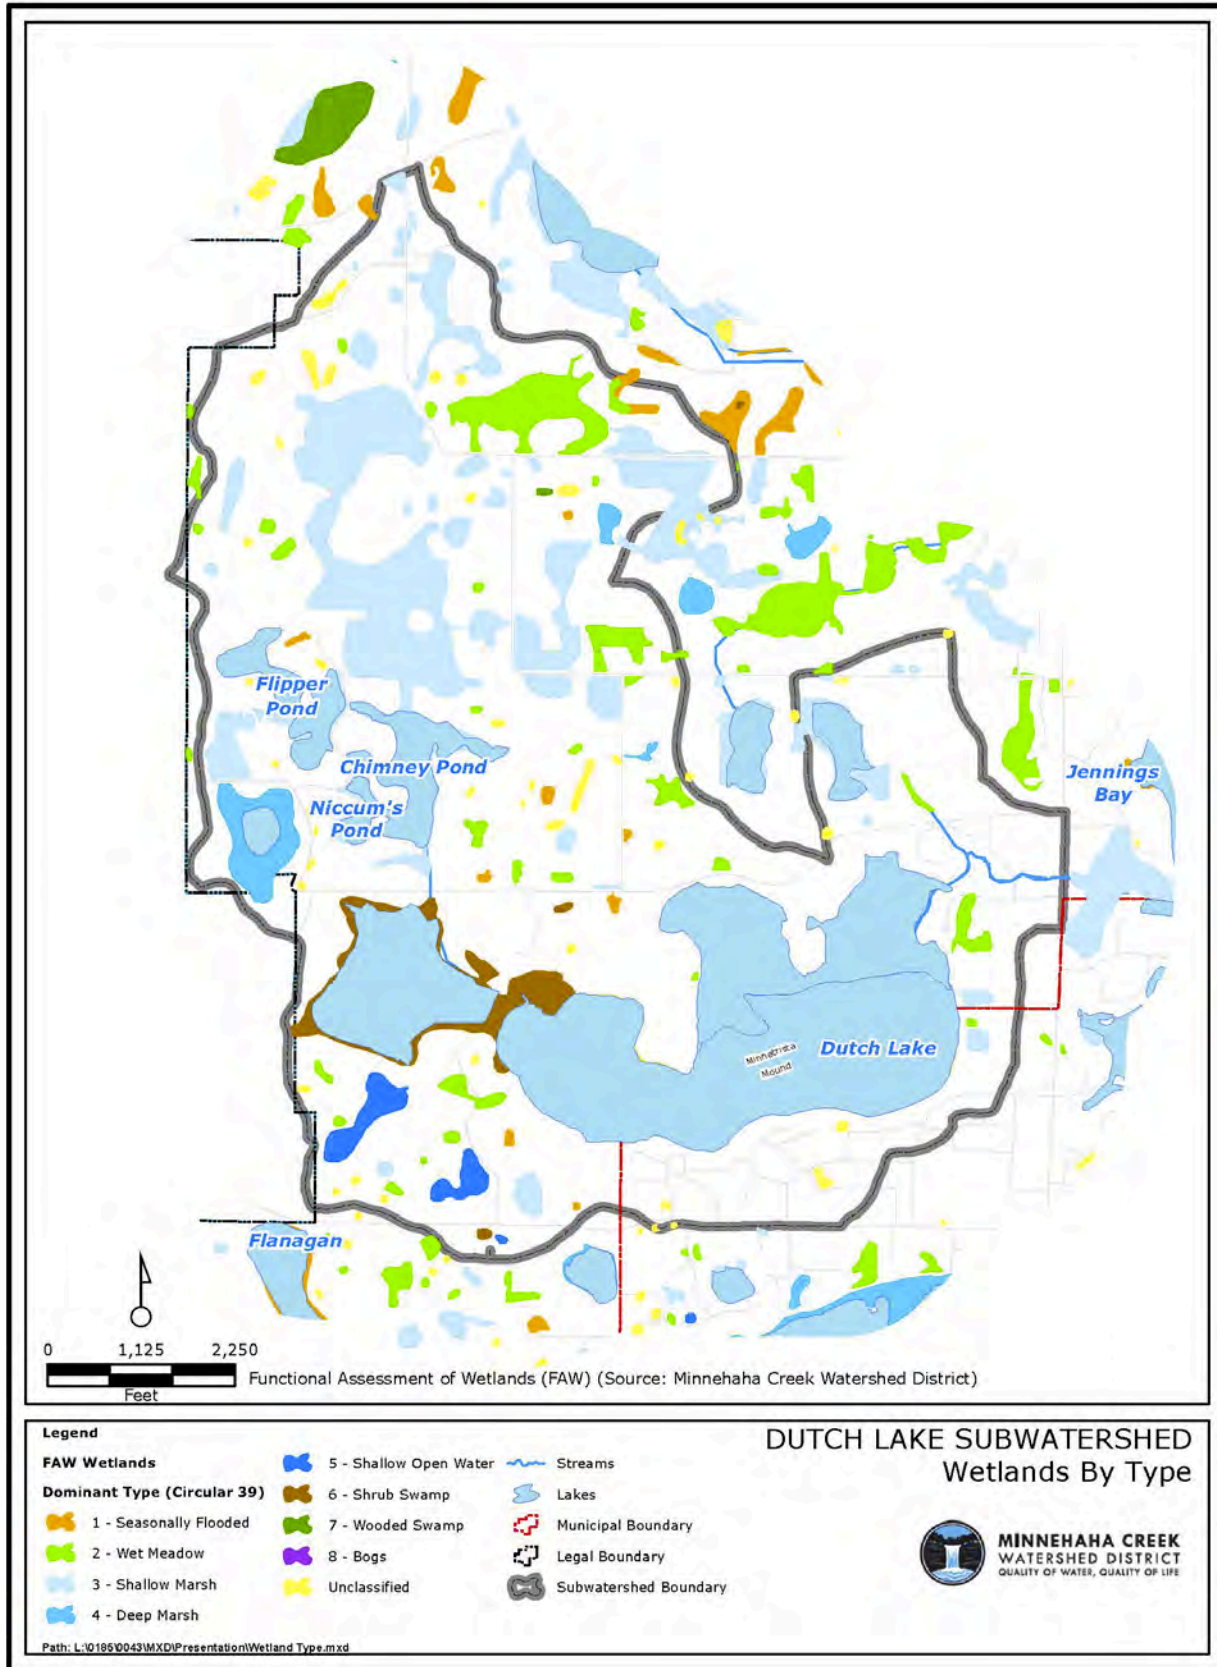 Flipper
Pond
Chimney Pond
Niccum's
Pond
Jennings
Bay
Minnetrista
Mound
Dutch Lake
Flanagan
0 1,125 2,250
Feet
Functional Assessment of Wetlands (FAW) (Source: Minnehaha Creek Watershed District)
DUTCH LAKE SUBWATERSHED
Wetlands By Type
Legend
FAW Wetlands
Dominant Type (Circular 39)
1 - Seasonally Flooded
2 - Wet Meadow
3 - Shallow Marsh
4 - Deep Marsh
5 - Shallow Open Water
6 - Shrub Swamp
7 - Wooded Swamp
8 - Bogs
Unclassified
Streams
Lakes
Municipal Boundary
Legal Boundary
Subwatershed Boundary
MINNEHAHA CREEK
WATERSHED DISTRICT
QUALITY OF WATER, QUALITY OF LIFE
Path: L:\0185\0043\MXD\Presentation\Wetland Type.mxd